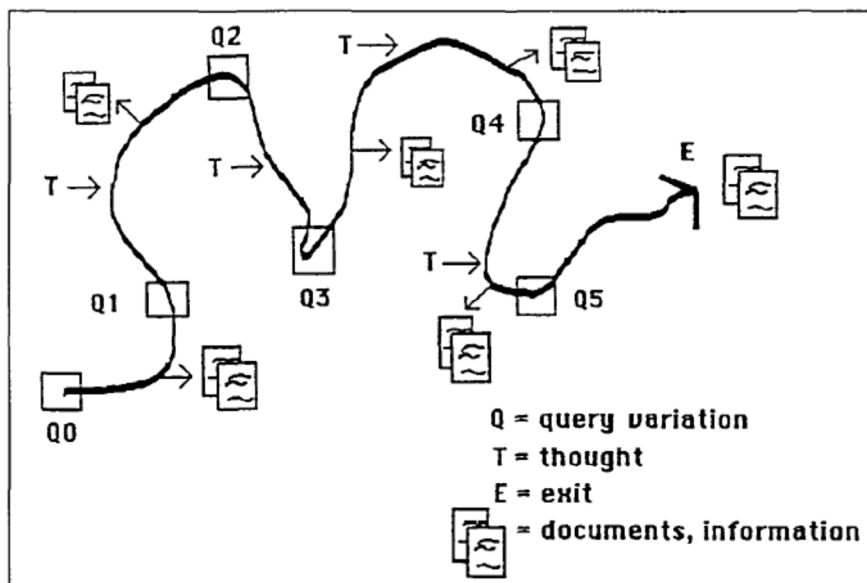 Q2
T
T
T
Q4
E
Q1
Q3
T
Q5
Q0
Q = query variation
T = thought
E = exit
= documents, information